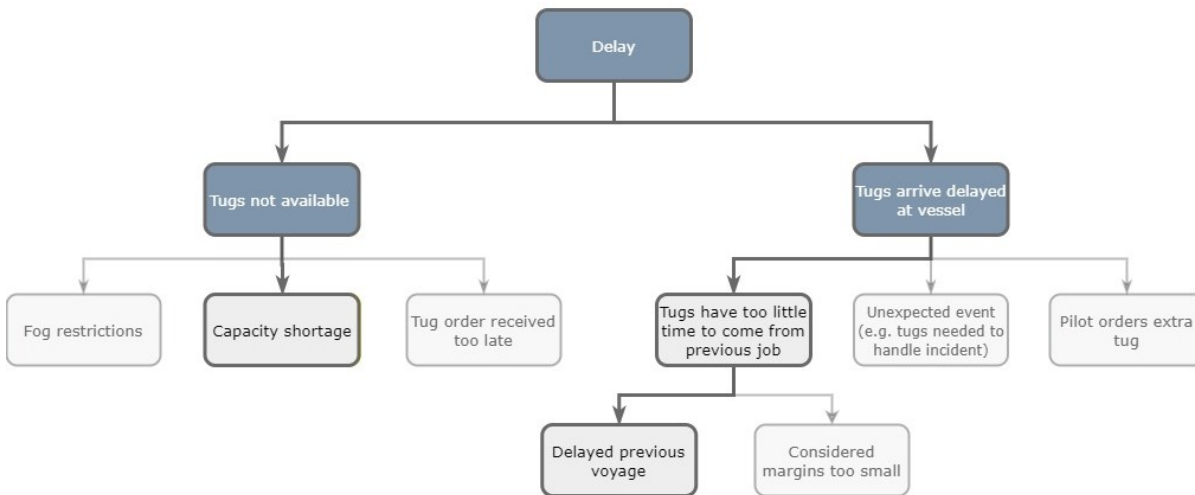 Delay
Tugs not available
Tugs arrive delayed
at vessel
Fog restrictions
Capacity shortage
Tug order received
too late
Tugs have too little
time to come from
previous job
Unexpected event
(e.g. tugs needed to
handle incident)
Pilot orders extra
tug
Delayed previous
voyage
Considered
margins too small